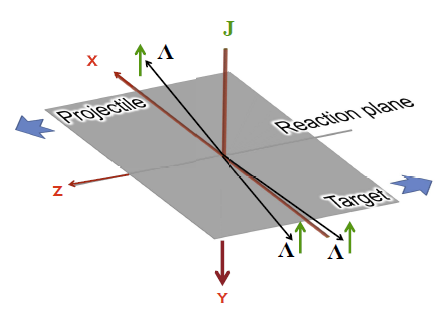 J
Λ
X
Projectile
Reaction plane
Z
Target
Λ
Λ
Y